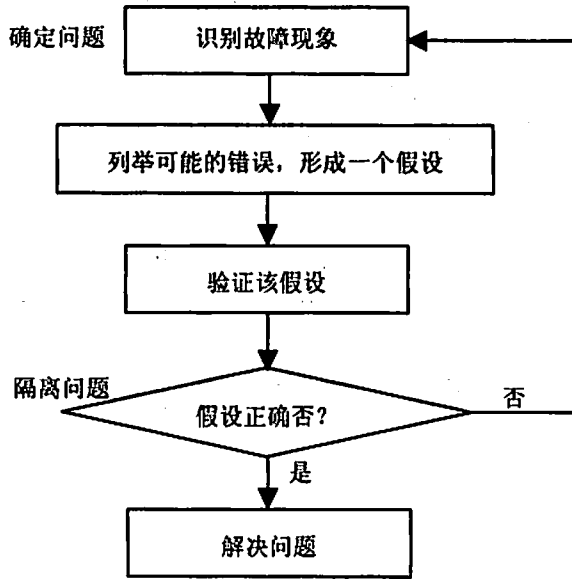 确定问题
识别故障现象
列举可能的错误，形成一个假设
验证该假设
隔离问题
假设正确否？
否
是
解决问题